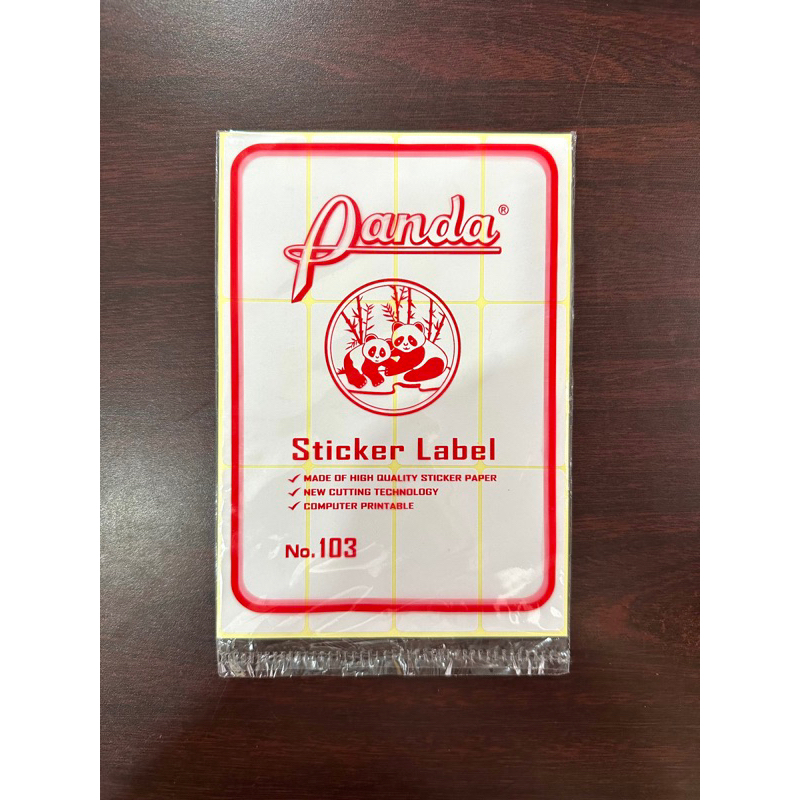 Panda®
Sticker Label
✓ MADE OF HIGH QUALITY STICKER PAPER
✓ NEW CUTTING TECHNOLOGY
✓ COMPUTER PRINTABLE
No. 103